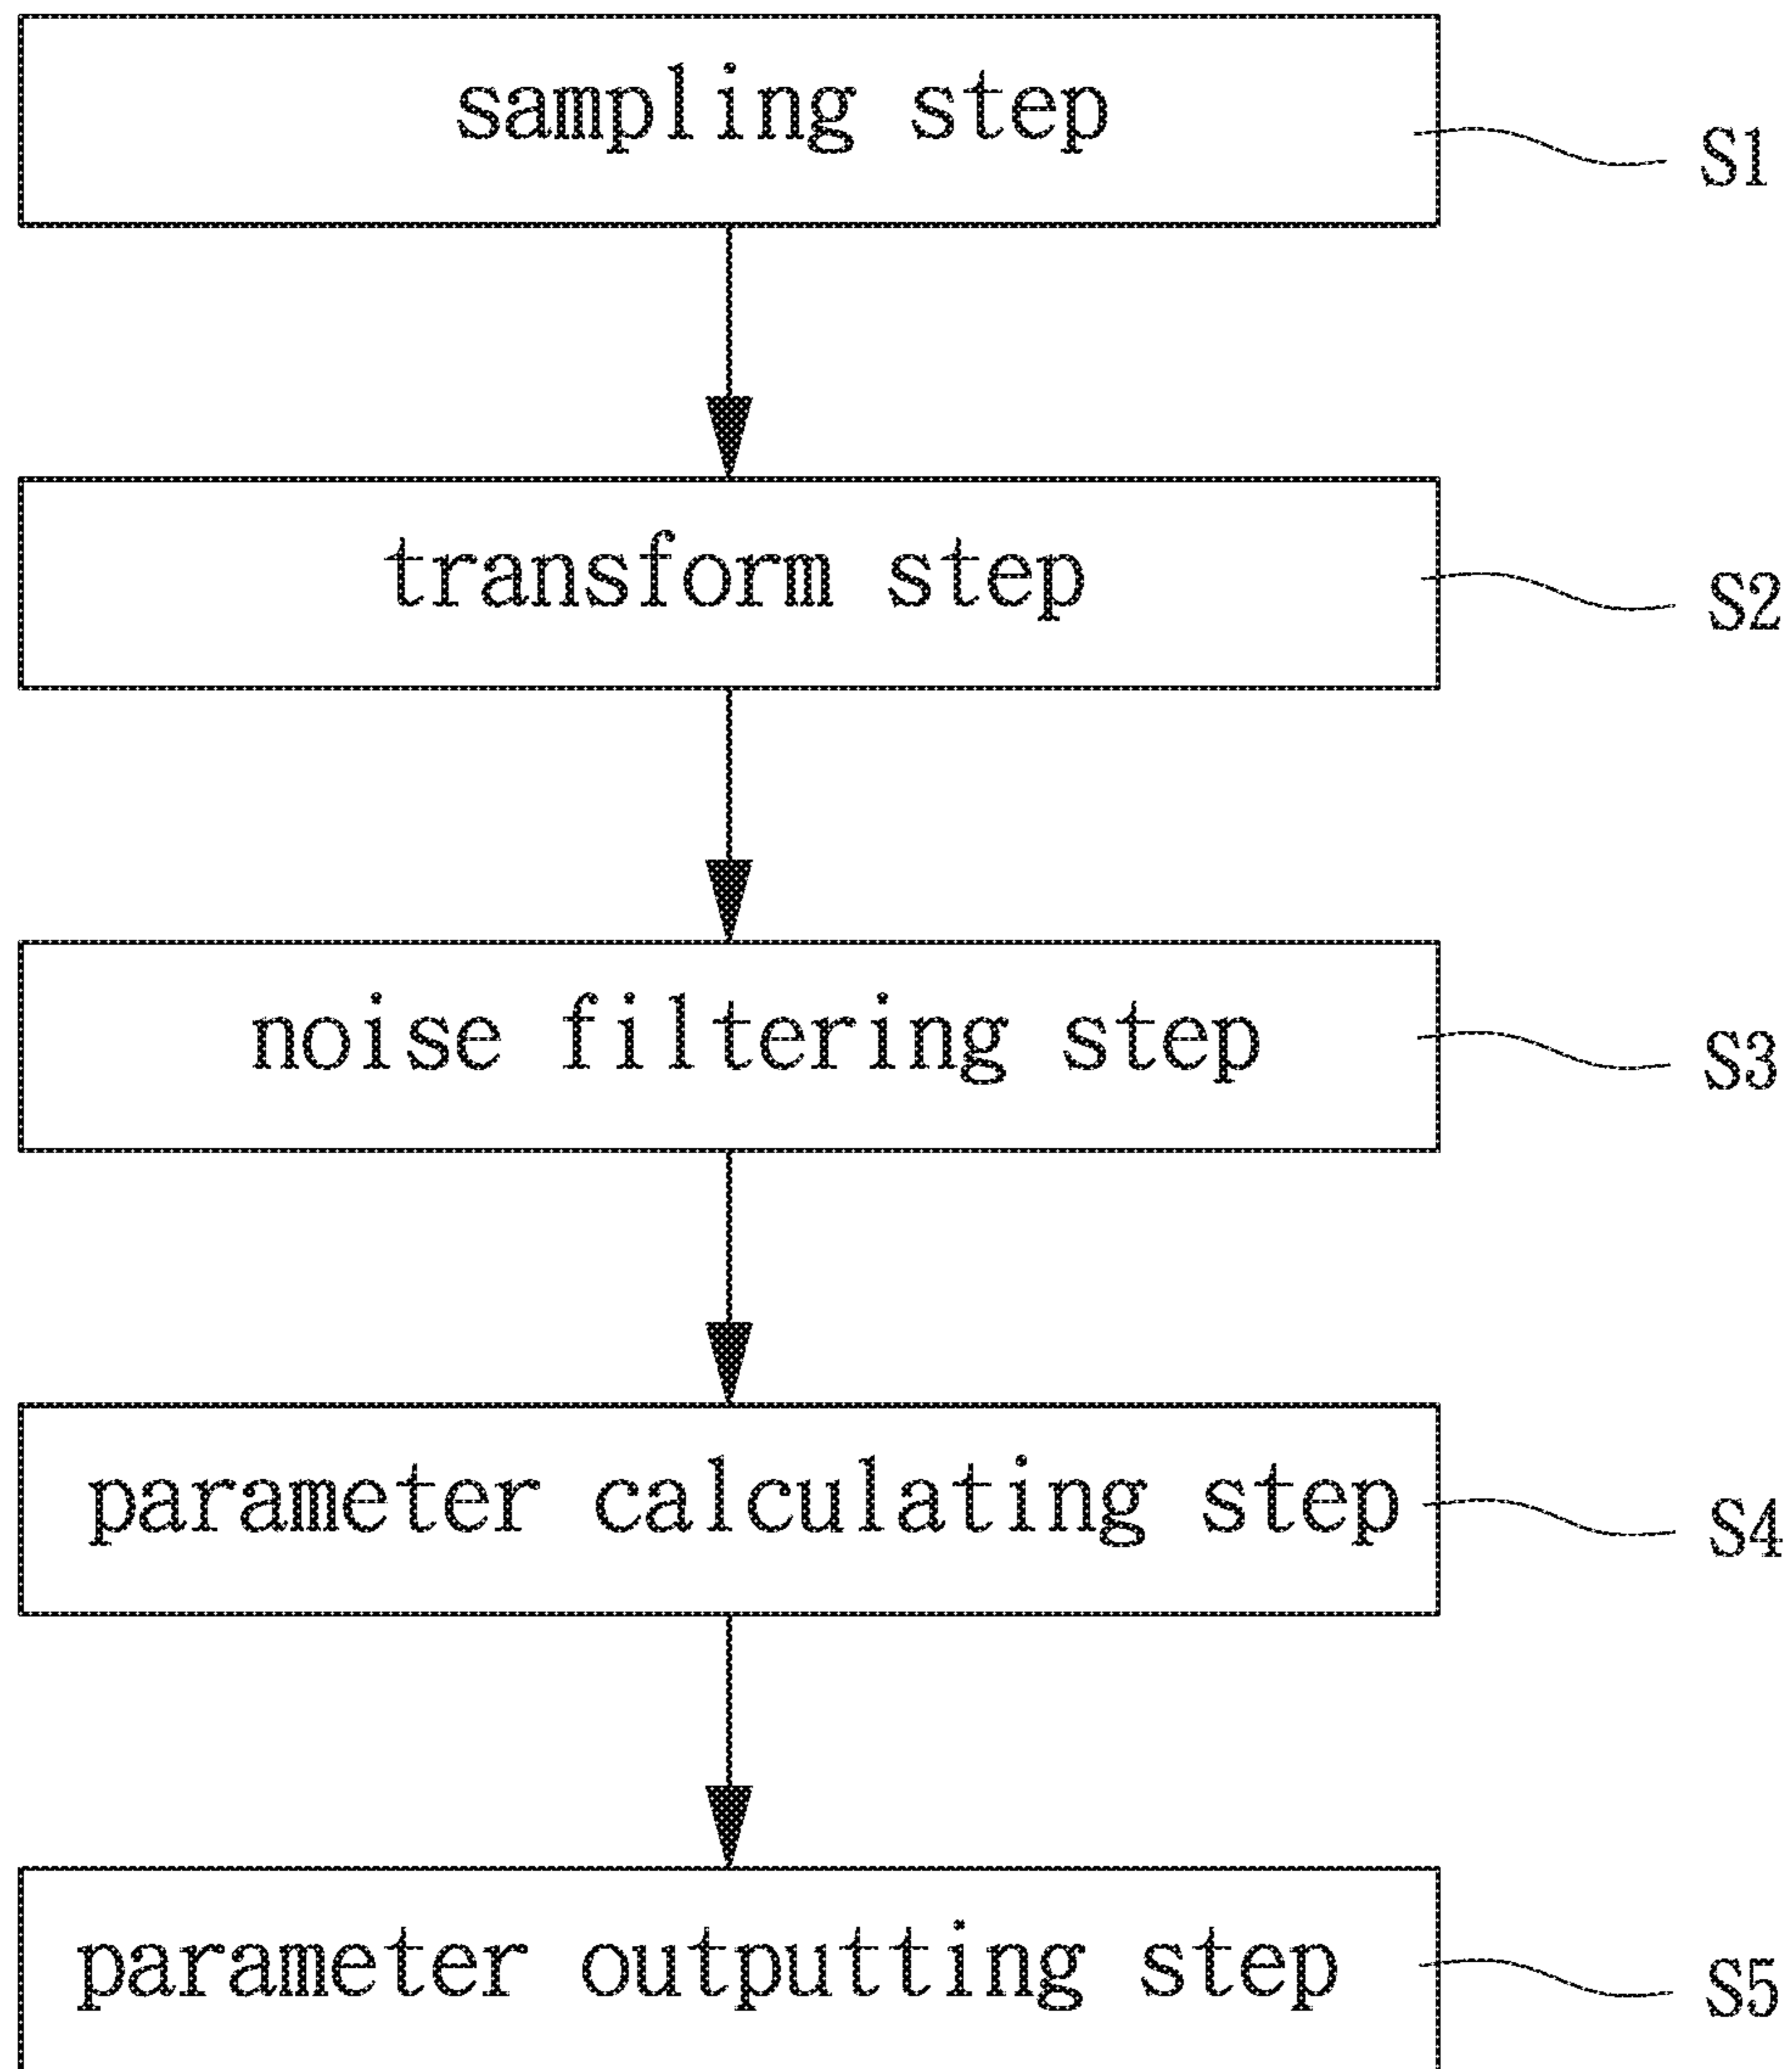 sampling step
S1
transform step
S2
noise filtering step
S3
parameter calculating step
S4
parameter outputting step
S5